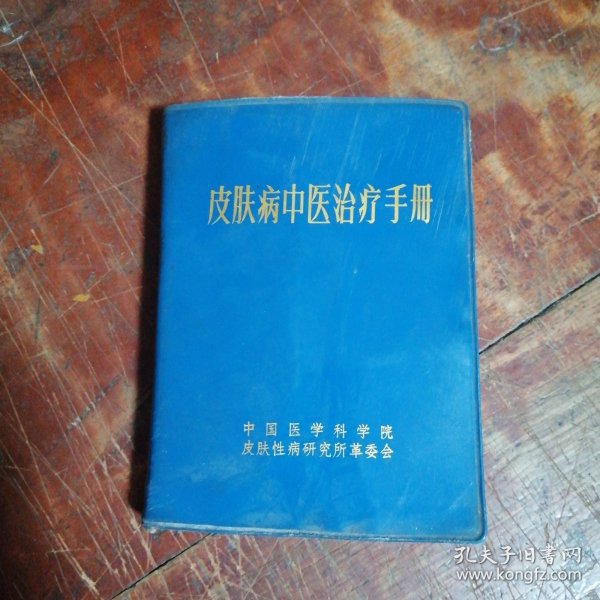 皮肤病中医治疗手册
中国医学科学院
皮肤性病研究所革委会
孔夫子旧书网
www.kongfz.com